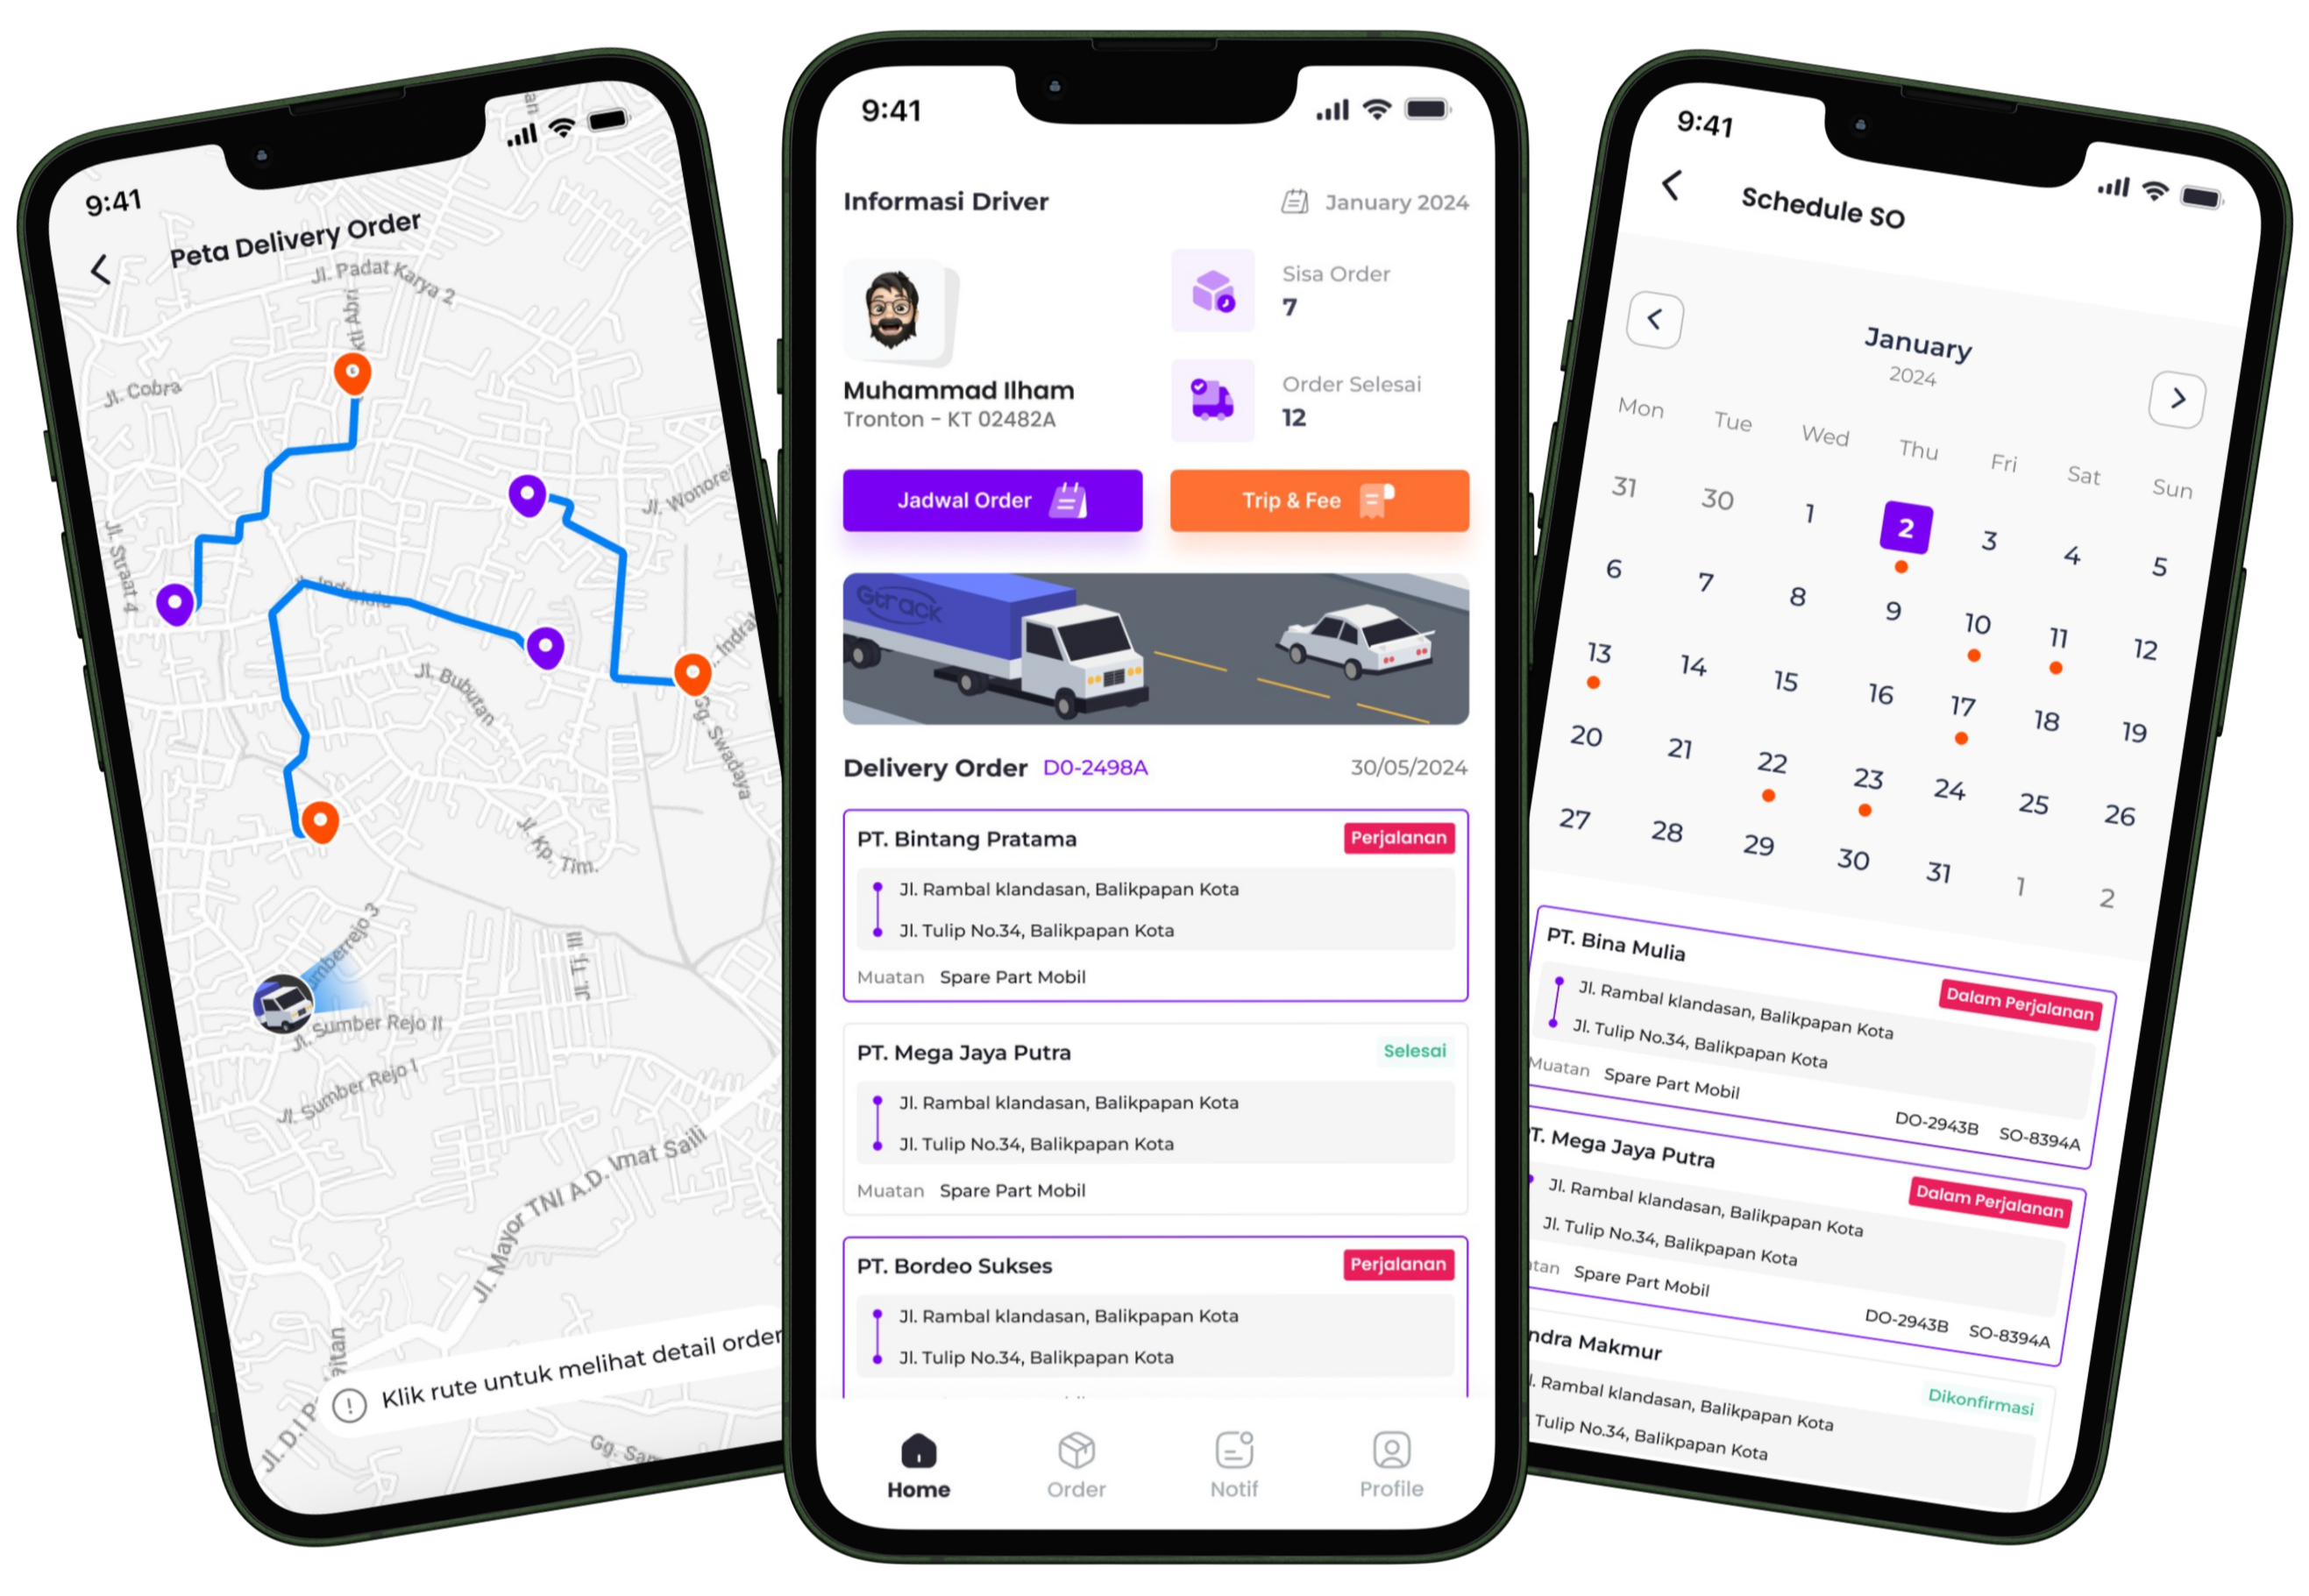 9:41
Peta Delivery Order
Jl. Padat Karya 2
Jl. Cobra
Jl. Straat 4
Jl. Bubutan
Gg. Swadaya
Jl. Kp. Tim.
Jl. Tj. III
Jl. Sumber Rejo II
Jl. Sumber Rejo I
Jl. Mayor TNI A.D.
Saili
Klik rute untuk melihat detail order
Jl. D.I P
Gg.
9:41
Informasi Driver
January 2024
Muhammad Ilham
Tronton - KT 02482A
Sisa Order
7
Order Selesai
12
Jadwal Order
Trip & Fee
Gtrack
Delivery Order D0-2498A 30/05/2024
PT. Bintang Pratama Perjalanan
Jl. Rambal klandasan, Balikpapan Kota
Jl. Tulip No.34, Balikpapan Kota
Muatan Spare Part Mobil
PT. Mega Jaya Putra Selesai
Jl. Rambal klandasan, Balikpapan Kota
Jl. Tulip No.34, Balikpapan Kota
Muatan Spare Part Mobil
PT. Bordeo Sukses Perjalanan
Jl. Rambal klandasan, Balikpapan Kota
Jl. Tulip No.34, Balikpapan Kota
Home Order Notif Profile
9:41
Schedule SO
January
2024
Mon Tue Wed Thu Fri Sat Sun
31 30 1 2 3 4 5
6 7 8 9 10 11 12
13 14 15 16 17 18 19
20 21 22 23 24 25 26
27 28 29 30 31 1 2
PT. Bina Mulia
Dalam Perjalanan
Jl. Rambal klandasan, Balikpapan Kota
Jl. Tulip No.34, Balikpapan Kota
Muatan Spare Part Mobil
DO-2943B SO-8394A
T. Mega Jaya Putra
Dalam Perjalanan
Jl. Rambal klandasan, Balikpapan Kota
Jl. Tulip No.34, Balikpapan Kota
atan Spare Part Mobil
DO-2943B SO-8394A
ndra Makmur
Dikonfirmasi
l. Rambal klandasan, Balikpapan Kota
Tulip No.34, Balikpapan Kota